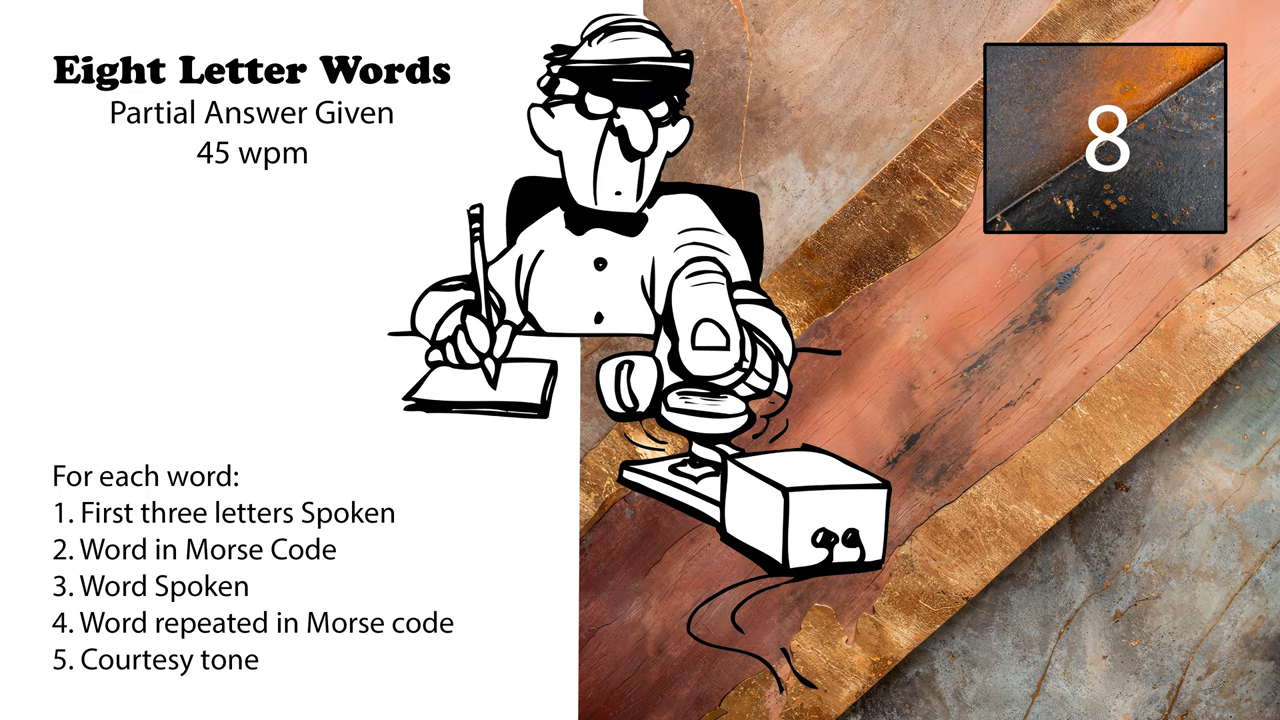 Eight Letter Words
Partial Answer Given
45 wpm
8
For each word:
1. First three letters Spoken
2. Word in Morse Code
3. Word Spoken
4. Word repeated in Morse code
5. Courtesy tone